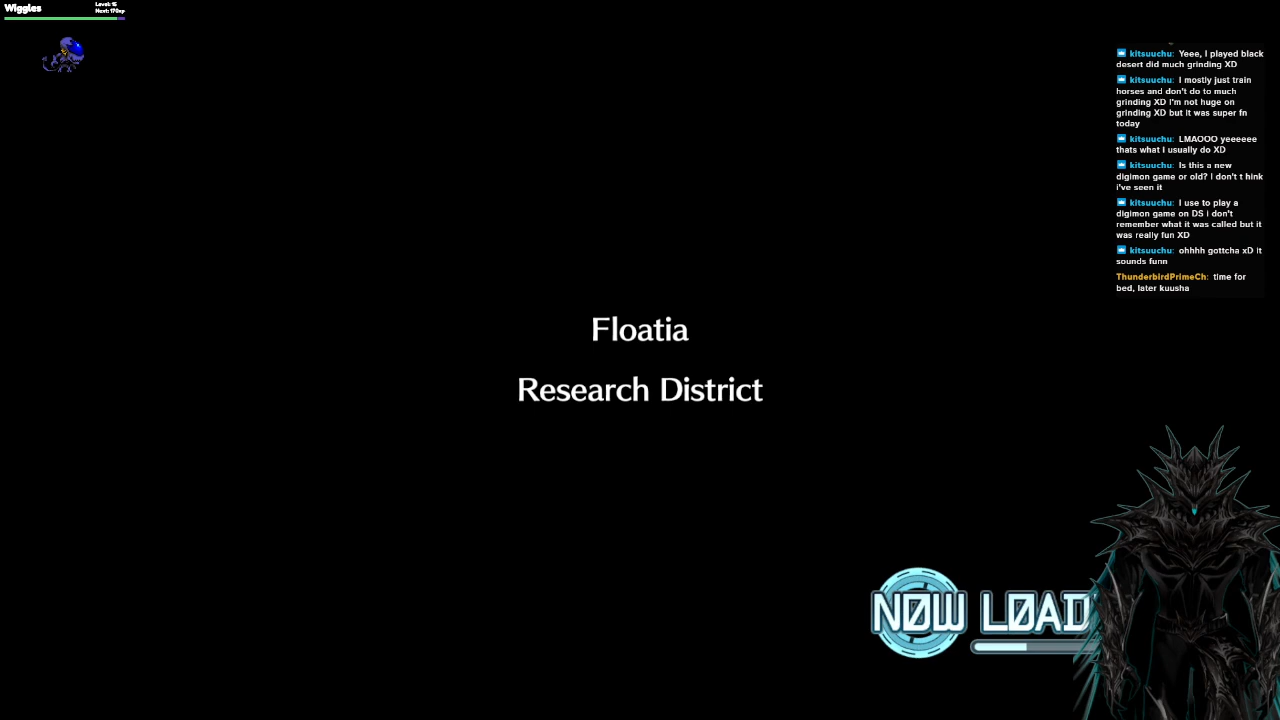 Wiggles
Level: 15
Next: 170xp
kitsuuchu: Yeee, I played black
desert did much grinding XD
kitsuuchu: I mostly just train
horses and don't do to much
grinding XD I'm not huge on
grinding XD but it was super fn
today
kitsuuchu: LMAOOO yeeeeee
thats what i usually do XD
kitsuuchu: Is this a new
digimon game or old? I don't t hink
i've seen it
kitsuuchu: I use to play a
digimon game on DS i don't
remember what it was called but it
was really fun XD
kitsuuchu: ohhhh gottcha xD it
sounds funn
ThunderbirdPrimeCh: time for
bed, later kuusha
Floatia
Research District
NOW LOAD